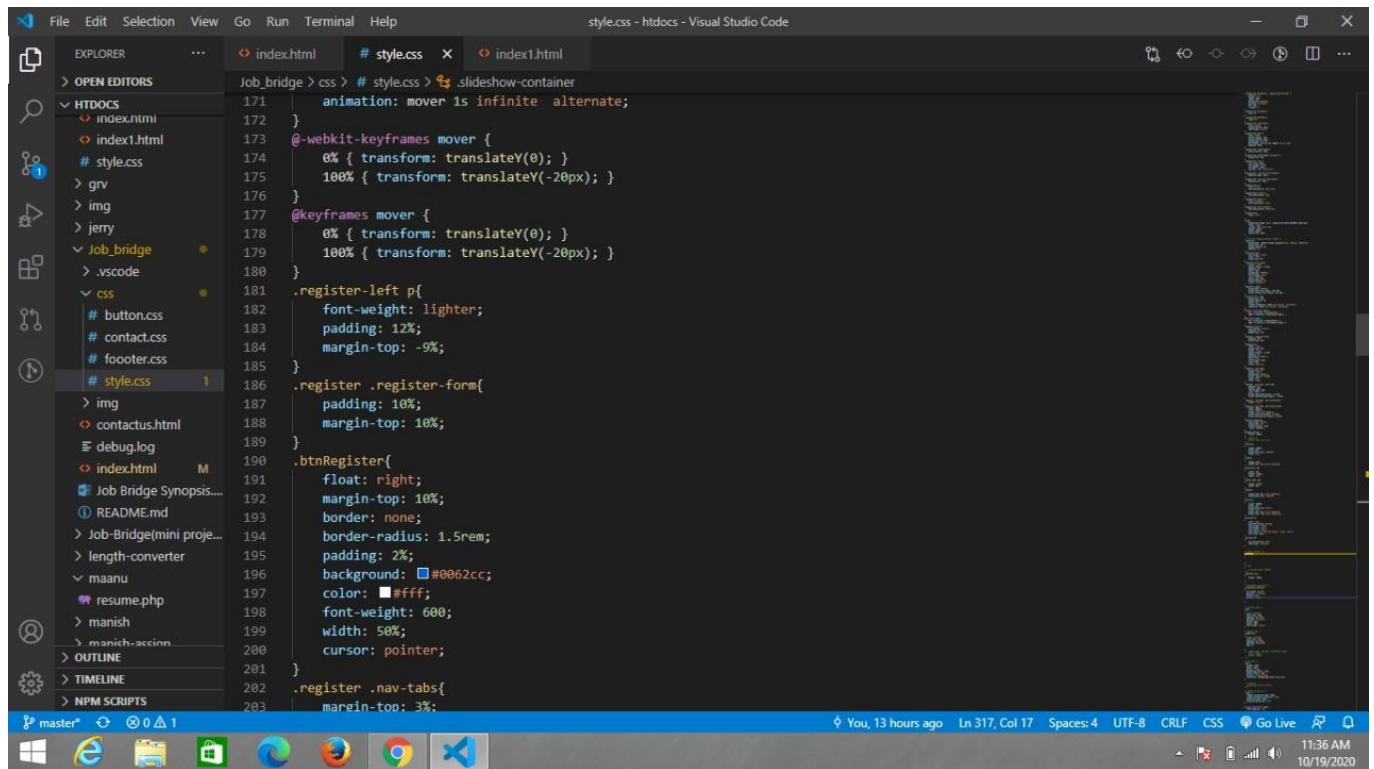 File Edit Selection View Go Run Terminal Help
style.css - htdocs - Visual Studio Code
EXPLORER
index.html
# style.css
index1.html
> OPEN EDITORS
Job_bridge > css > # style.css > .slideshow-container
HTDOCS
index.html
index1.html
# style.css
> grv
> img
> jerry
Job_bridge
> .vscode
css
# button.css
# contact.css
# foooter.css
# style.css 1
> img
contactus.html
debug.log
index.html M
Job Bridge Synopsis....
README.md
> Job-Bridge(mini proje...
> length-converter
maanu
resume.php
> manish
> manish-assign
> OUTLINE
> TIMELINE
> NPM SCRIPTS
171 animation: mover 1s infinite  alternate;
172 }
173 @-webkit-keyframes mover {
174 0% { transform: translateY(0); }
175 100% { transform: translateY(-20px); }
176 }
177 @keyframes mover {
178 0% { transform: translateY(0); }
179 100% { transform: translateY(-20px); }
180 }
181 .register-left p{
182 font-weight: lighter;
183 padding: 12%;
184 margin-top: -9%;
185 }
186 .register .register-form{
187 padding: 10%;
188 margin-top: 10%;
189 }
190 .btnRegister{
191 float: right;
192 margin-top: 10%;
193 border: none;
194 border-radius: 1.5rem;
195 padding: 2%;
196 background: #0062cc;
197 color: #fff;
198 font-weight: 600;
199 width: 50%;
200 cursor: pointer;
201 }
202 .register .nav-tabs{
203 margin-top: 3%;
master* 0 1
You, 13 hours ago Ln 317, Col 17 Spaces: 4 UTF-8 CRLF CSS Go Live
11:36 AM
10/19/2020